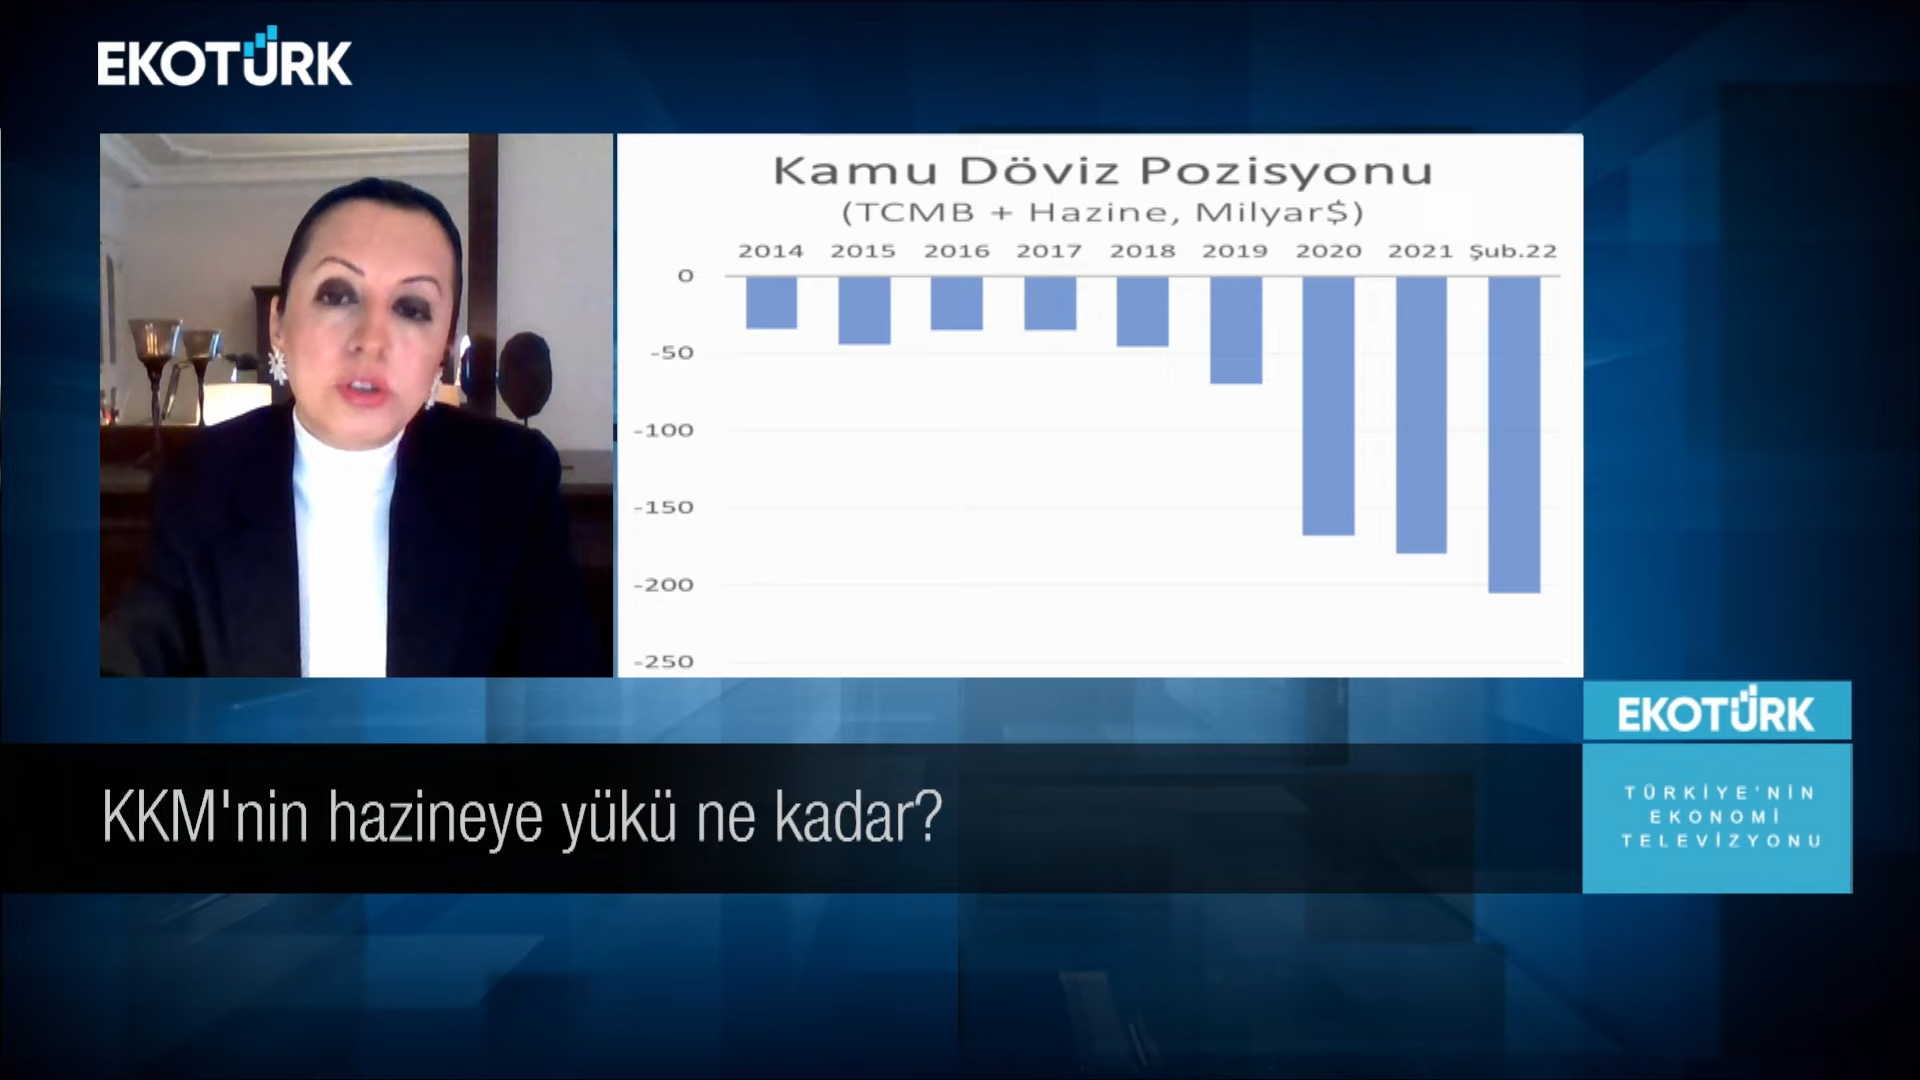 EKOTÜRK
Kamu Döviz Pozisyonu
(TCMB + Hazine, Milyar$)
2014 2015 2016 2017 2018 2019 2020 2021 Şub.22
0
-50
-100
-150
-200
-250
EKOTÜRK
KKM'nin hazineye yükü ne kadar?
TÜRKİYE'NİN
EKONOMİ
TELEVİZYONU